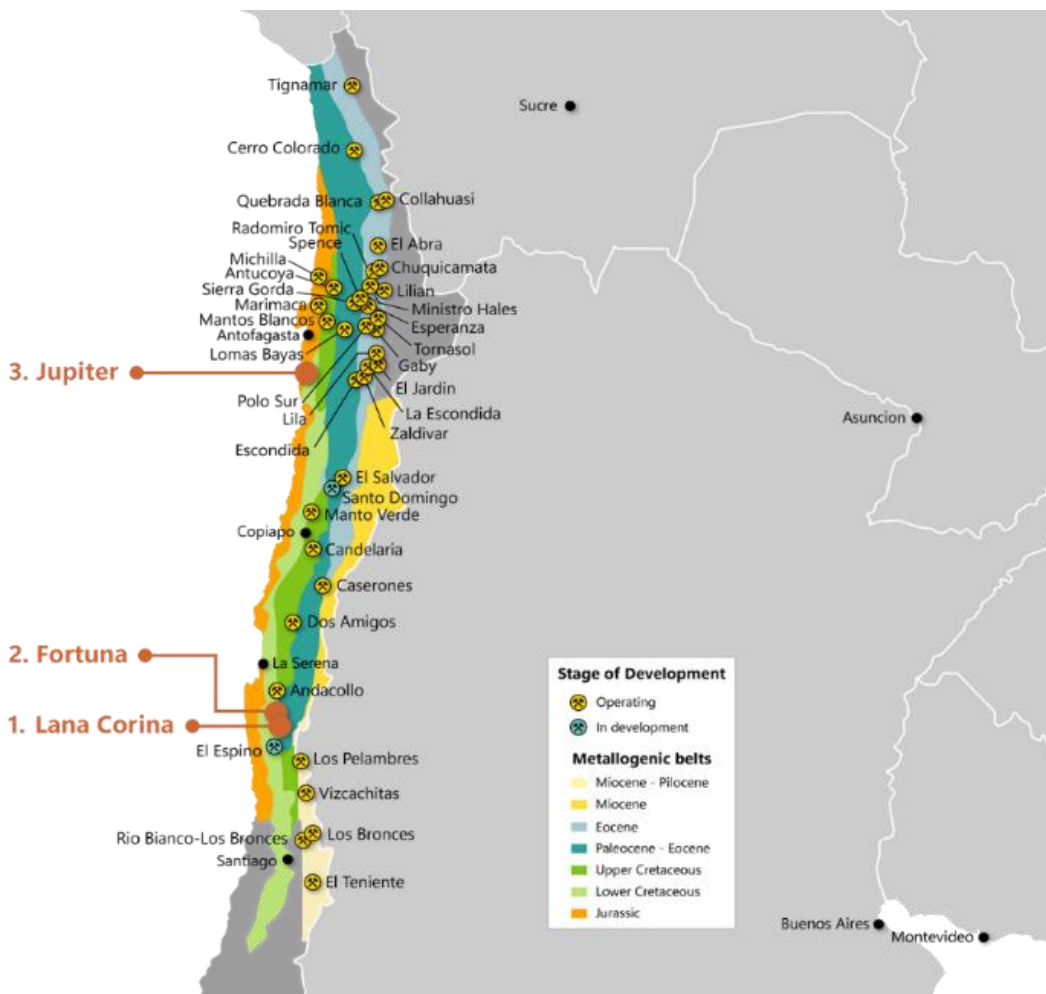 Tignamar
Sucre
Cerro Colorado
Quebrada Blanca
Collahuasi
Radomiro Tomic
Spence
El Abra
Michilla
Chuquicamata
Antucoya
Sierra Gorda
Lilian
Marimaca
Ministro Hales
Mantos Blancos
Esperanza
Antofagasta
Tornasol
Lomas Bayas
Gaby
3. Jupiter
El Jardin
Polo Sur
La Escondida
Lila
Zaldivar
Asuncion
Escondida
El Salvador
Santo Domingo
Manto Verde
Copiapo
Candelaria
Caserones
Dos Amigos
2. Fortuna
La Serena
Andacollo
1. Lana Corina
El Espino
Los Pelambres
Vizcachitas
Rio Bianco-Los Bronces
Los Bronces
Santiago
El Teniente
Stage of Development
Operating
In development
Metallogenic belts
Miocene - Pilocene
Miocene
Eocene
Paleocene - Eocene
Upper Cretaceous
Lower Cretaceous
Jurassic
Buenos Aires
Montevideo